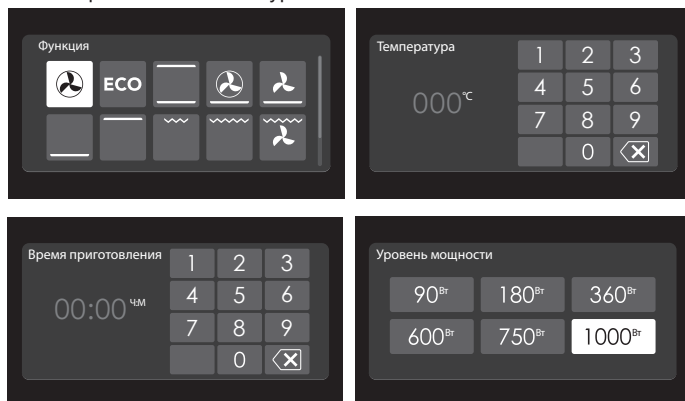 Функция
ECO
Температура
000°C
1 2 3
4 5 6
7 8 9
0
Время приготовления
00:00 Ч:М
1 2 3
4 5 6
7 8 9
0
Уровень мощности
90Вт 180Вт 360Вт
600Вт 750Вт 1000Вт